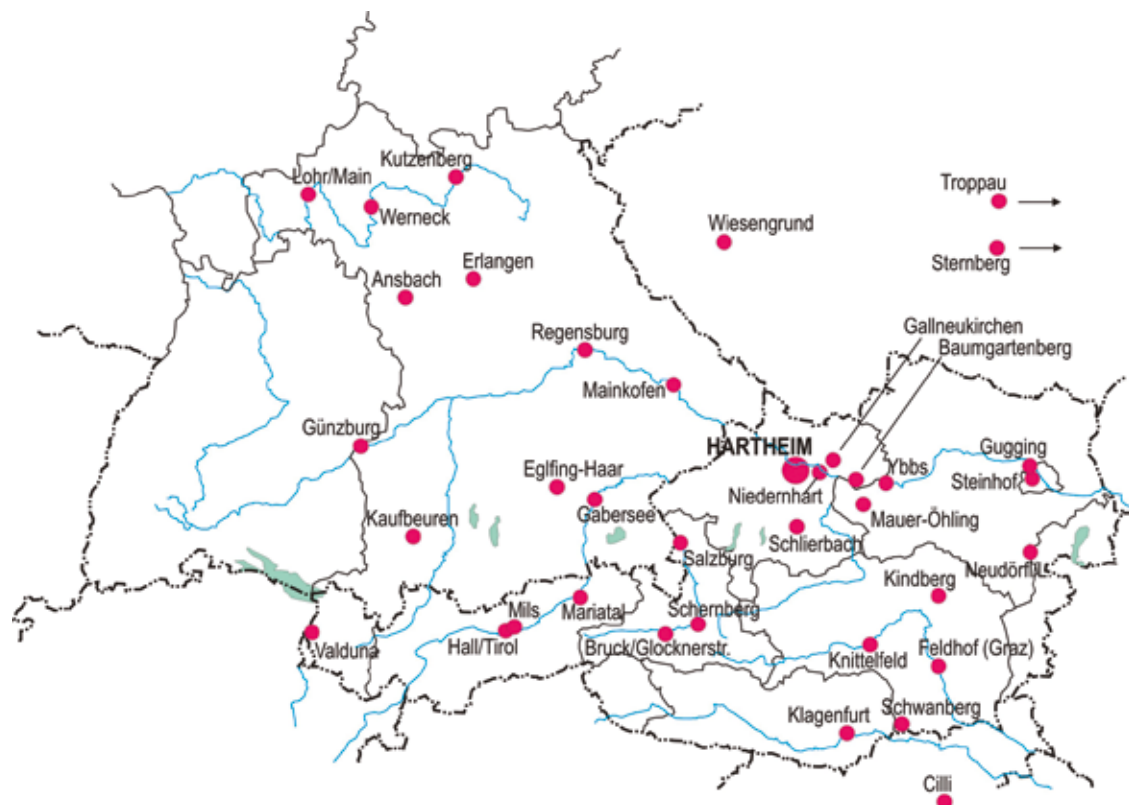 Kutzenberg
Lohr/Main
Troppau
Werneck
Wiesengrund
Sternberg
Erlangen
Ansbach
Gallneukirchen
Regensburg
Baumgartenberg
Mainkofen
Günzburg
HARTHEIM
Gugging
Eglfing-Haar
Ybbs
Steinhof
Niedernhart
Gabersee
Mauer-Öhling
Kaufbeuren
Schlierbach
Salzburg
Neudörfl/L.
Kindberg
Mariatal
Schernberg
Mils
Hall/Tirol
Valduna
Bruck/Glocknerstr.
Knittelfeld
Feldhof (Graz)
Klagenfurt
Schwanberg
Cilli